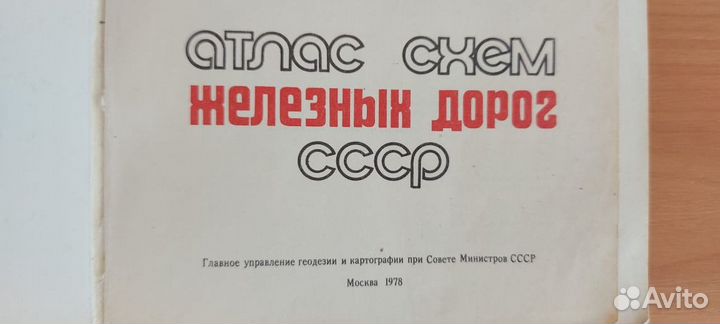 атлас схем
железных дорог
ссср
Главное управление геодезии и картографии при Совете Министров СССР
Москва 1978
Avito